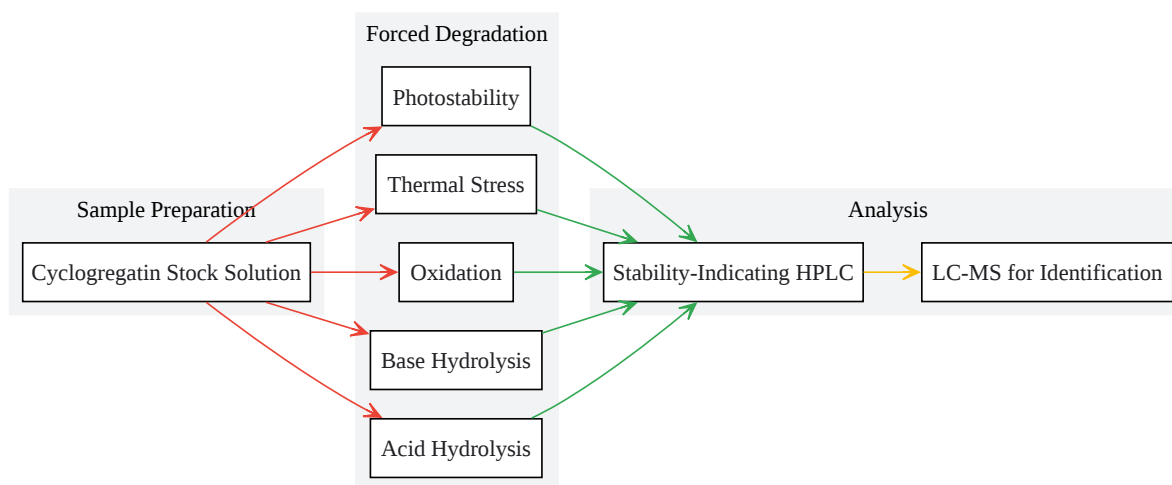 Forced Degradation
Photostability
Thermal Stress
Sample Preparation
Analysis
Cyclogregatin Stock Solution
Oxidation
Stability-Indicating HPLC
LC-MS for Identification
Base Hydrolysis
Acid Hydrolysis